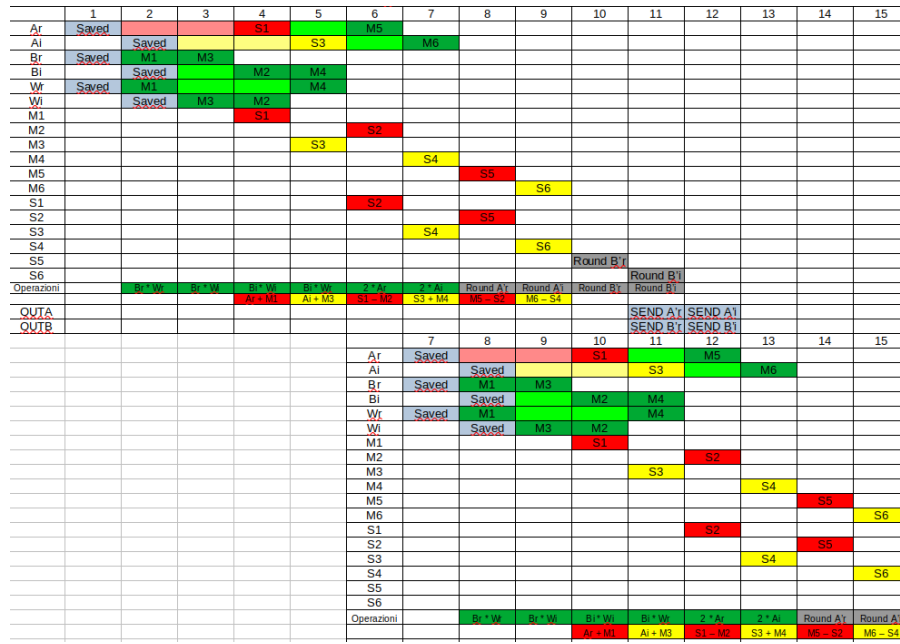 1 2 3 4 5 6 7 8 9 10 11 12 13 14 15
Ar Saved S1 M5
Ai Saved S3 M6
Br Saved M1 M3
Bi Saved M2 M4
Wr Saved M1 M4
Wi Saved M3 M2
M1 S1
M2 S2
M3 S3
M4 S4
M5 S5
M6 S6
S1 S2
S2 S5
S3 S4
S4 S6
S5 Round B'r
S6 Round B'i
Operazioni Br * Wr Br * Wi Bi * Wi Bi * Wr 2 * Ar 2 * Ai Round A'r Round A'i Round B'r Round B'i
Ar + M1 Ai + M3 S1 – M2 S3 + M4 M5 – S2 M6 – S4
OUTA SEND A'r SEND A'i
OUTB SEND B'r SEND B'i
7 8 9 10 11 12 13 14 15
Ar Saved S1 M5
Ai Saved S3 M6
Br Saved M1 M3
Bi Saved M2 M4
Wr Saved M1 M4
Wi Saved M3 M2
M1 S1
M2 S2
M3 S3
M4 S4
M5 S5
M6 S6
S1 S2
S2 S5
S3 S4
S4 S6
S5
S6
Operazioni Br * Wr Br * Wi Bi * Wi Bi * Wr 2 * Ar 2 * Ai Round A'r Round A'i
Ar + M1 Ai + M3 S1 – M2 S3 + M4 M5 – S2 M6 – S4